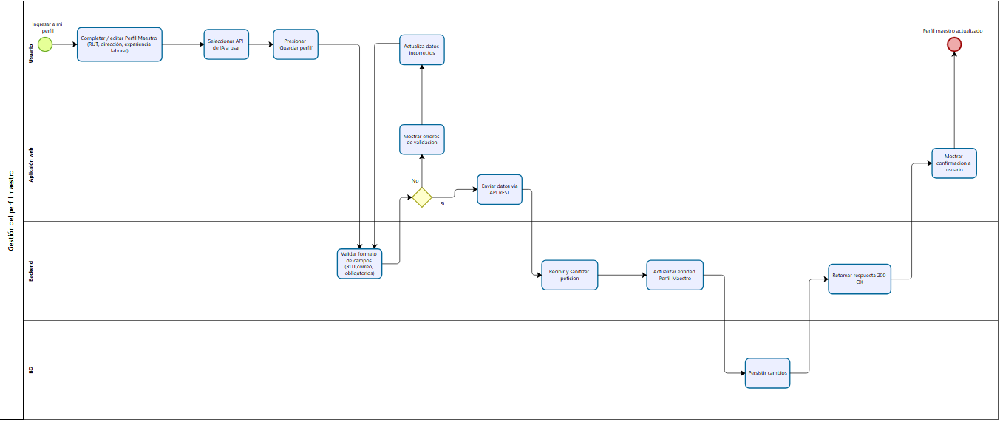 Gestión del perfil maestro
Usuario
Ingresar a mi
perfil
Completar / editar Perfil Maestro
(RUT, dirección, experiencia
laboral)
Seleccionar API
de IA a usar
Presionar
'Guardar perfil'
Actualiza datos
incorrectos
Perfil maestro actualizado
Aplicaión web
Mostrar errores
de validacion
No
Si
Enviar datos via
API REST
Mostrar
confirmacion a
usuario
Backend
Validar formato
de campos
(RUT,correo,
obligatorios)
Recibir y sanitizar
peticion
Actualizar entidad
Perfil Maestro
Retornar respuesta 200
OK
BD
Persistir cambios